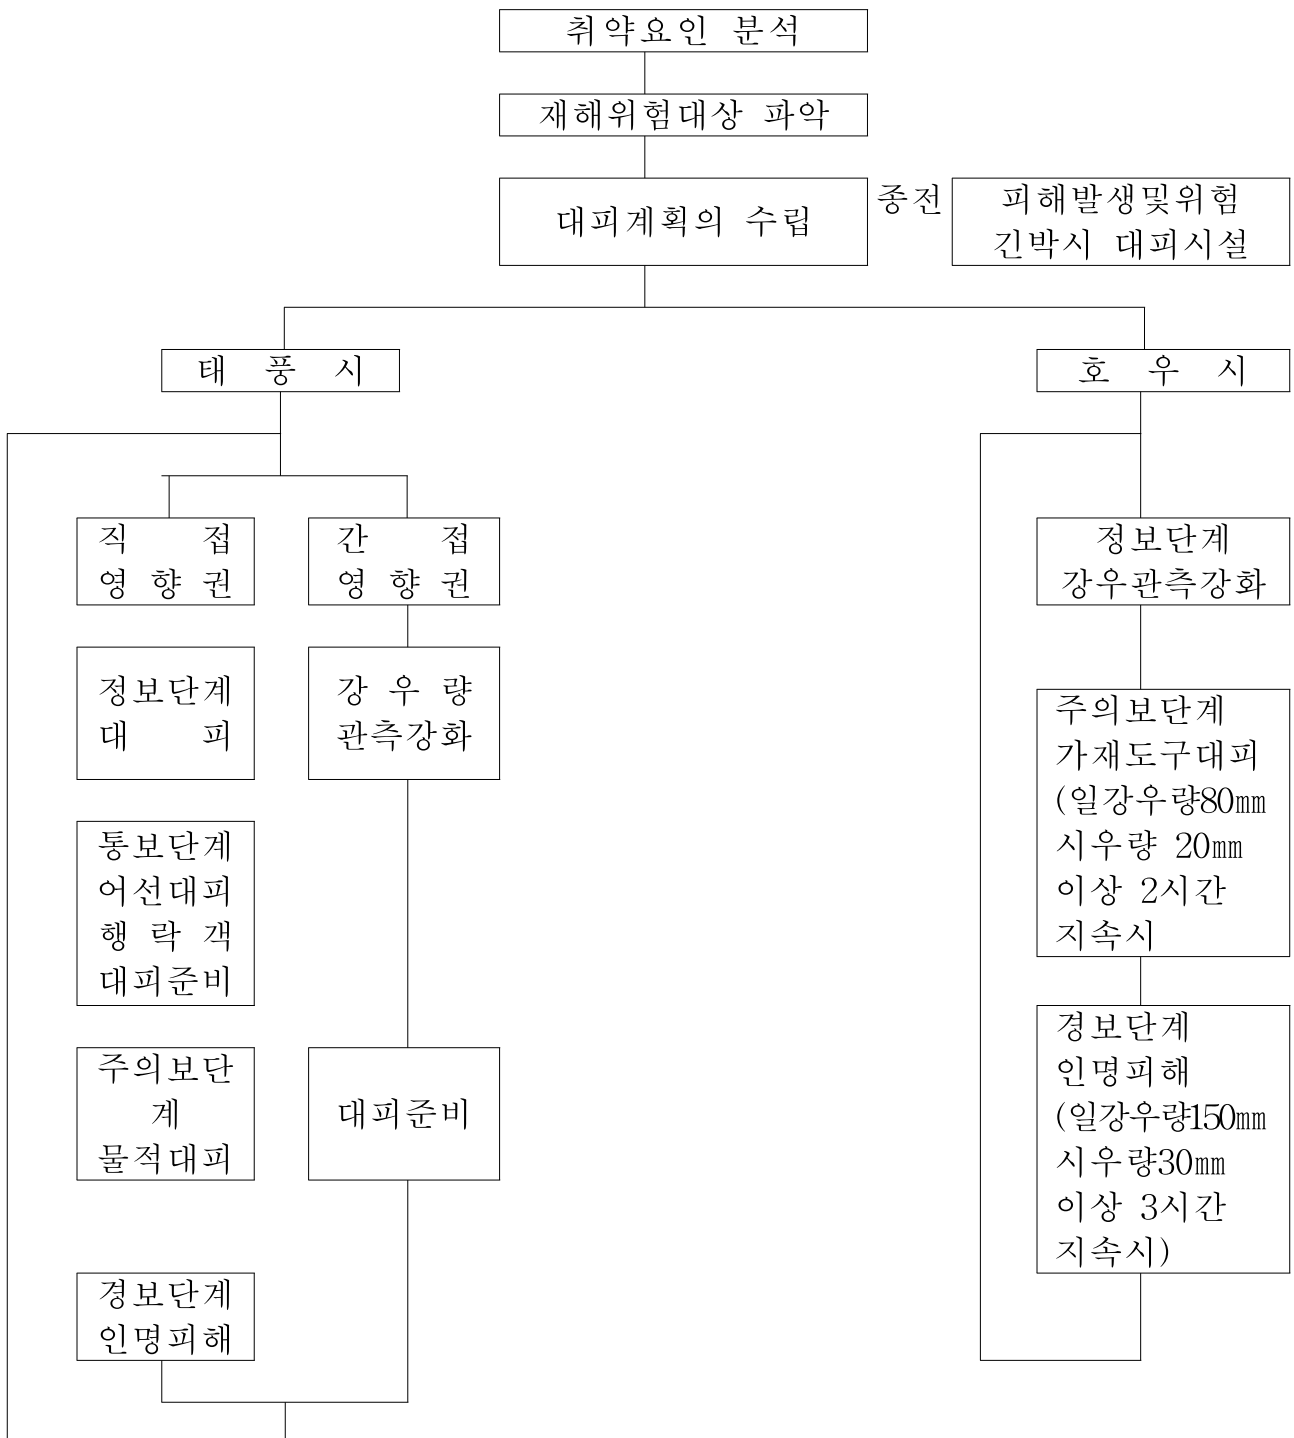 취약요인 분석
재해위험대상 파악
대피계획의 수립
종전
피해발생및위험
긴박시 대피시설
태 풍 시
호 우 시
직 접
영 향 권
간 접
영 향 권
정보단계
강우관측강화
정보단계
대 피
강 우 량
관측강화
주의보단계
가재도구대피
(일강우량80㎜
시우량 20㎜
이상 2시간
지속시
통보단계
어선대피
행 락 객
대피준비
주의보단
계
물적대피
대피준비
경보단계
인명피해
(일강우량150㎜
시우량30㎜
이상 3시간
지속시)
경보단계
인명피해